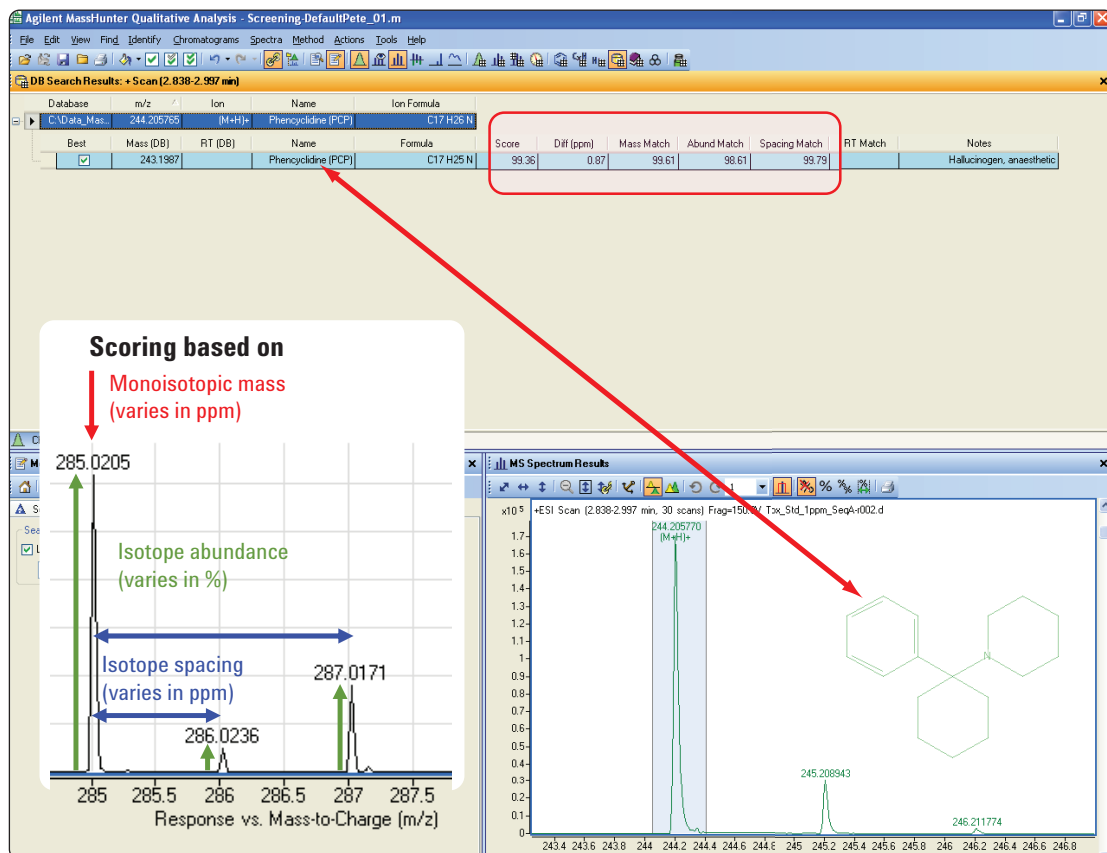 Agilent MassHunter Qualitative Analysis - Screening-DefaultPete_01.m
File Edit View Find Identify Chromatograms Spectra Method Actions Tools Help
DB Search Results: + Scan (2.838-2.997 min)
Database m/z Ion Name Ion Formula
C:\Data_Mas... 244.205765 (M+H)+ Phencyclidine (PCP) C17 H26 N
Best Mass (DB) RT (DB) Name Formula Score Diff (ppm) Mass Match Abund Match Spacing Match RT Match Notes
243.1987 Phencyclidine (PCP) C17 H25 N 99.36 0.87 99.61 98.61 99.79 Hallucinogen, anaesthetic
Scoring based on
Monoisotopic mass
(varies in ppm)
285.0205
Isotope abundance
(varies in %)
Isotope spacing
(varies in ppm)
287.0171
286.0236
285 285.5 286 286.5 287 287.5
Response vs. Mass-to-Charge (m/z)
MS Spectrum Results
1
x10 5 +ESI Scan (2.838-2.997 min, 30 scans) Frag=150.0V Tox_Std_1ppm_SeqA-r002.d
244.205770
(M+H)+
1.7
1.6
1.5
1.4
1.3
1.2
1.1
1
0.9
0.8
0.7
0.6
0.5
0.4
0.3
0.2
0.1
0
N
245.208943
246.211774
243.4 243.6 243.8 244 244.2 244.4 244.6 244.8 245 245.2 245.4 245.6 245.8 246 246.2 246.4 246.6 246.8